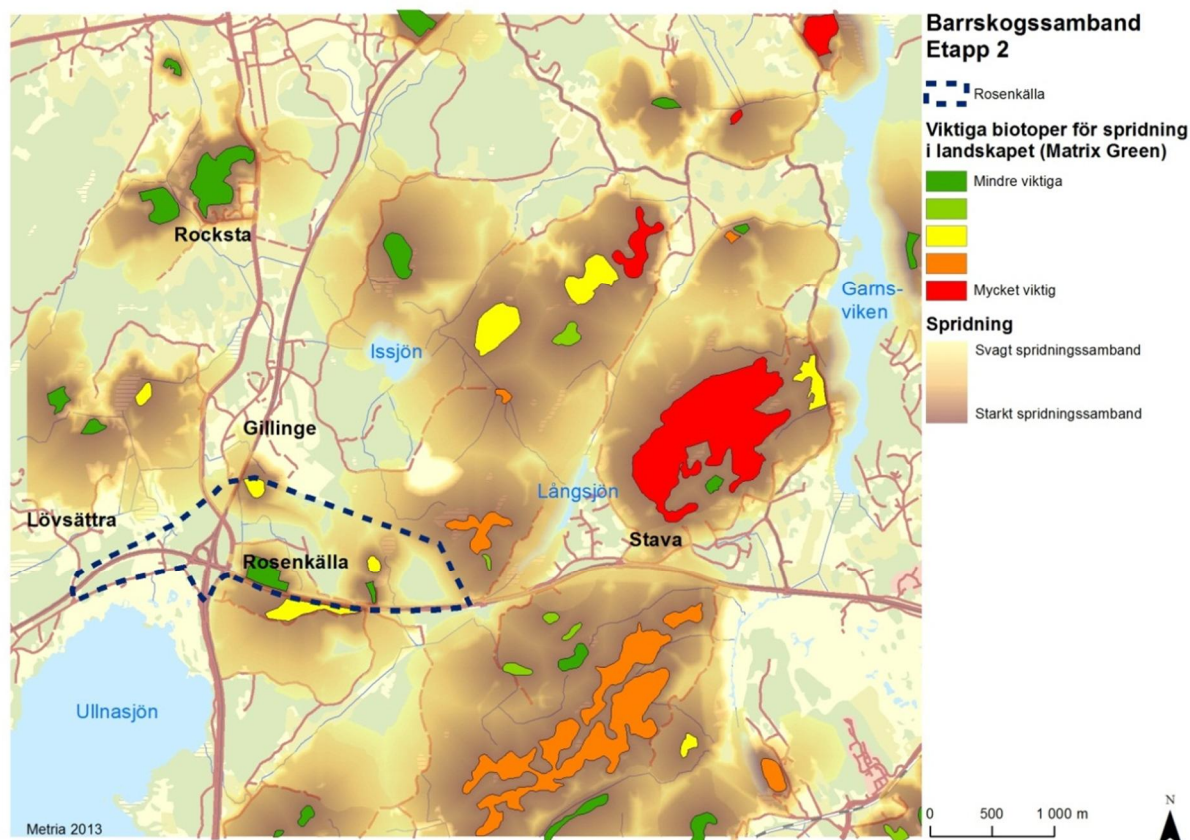 Barrskogssamband
Etapp 2
Rosenkälla
Viktiga biotoper för spridning
i landskapet (Matrix Green)
Mindre viktiga
Mycket viktig
Spridning
Svagt spridningssamband
Starkt spridningssamband
Rocksta
Garns-
viken
Issjön
Gillinge
Långsjön
Lövsättra
Stava
Rosenkälla
Ullnasjön
Metria 2013
N
0 500 1 000 m